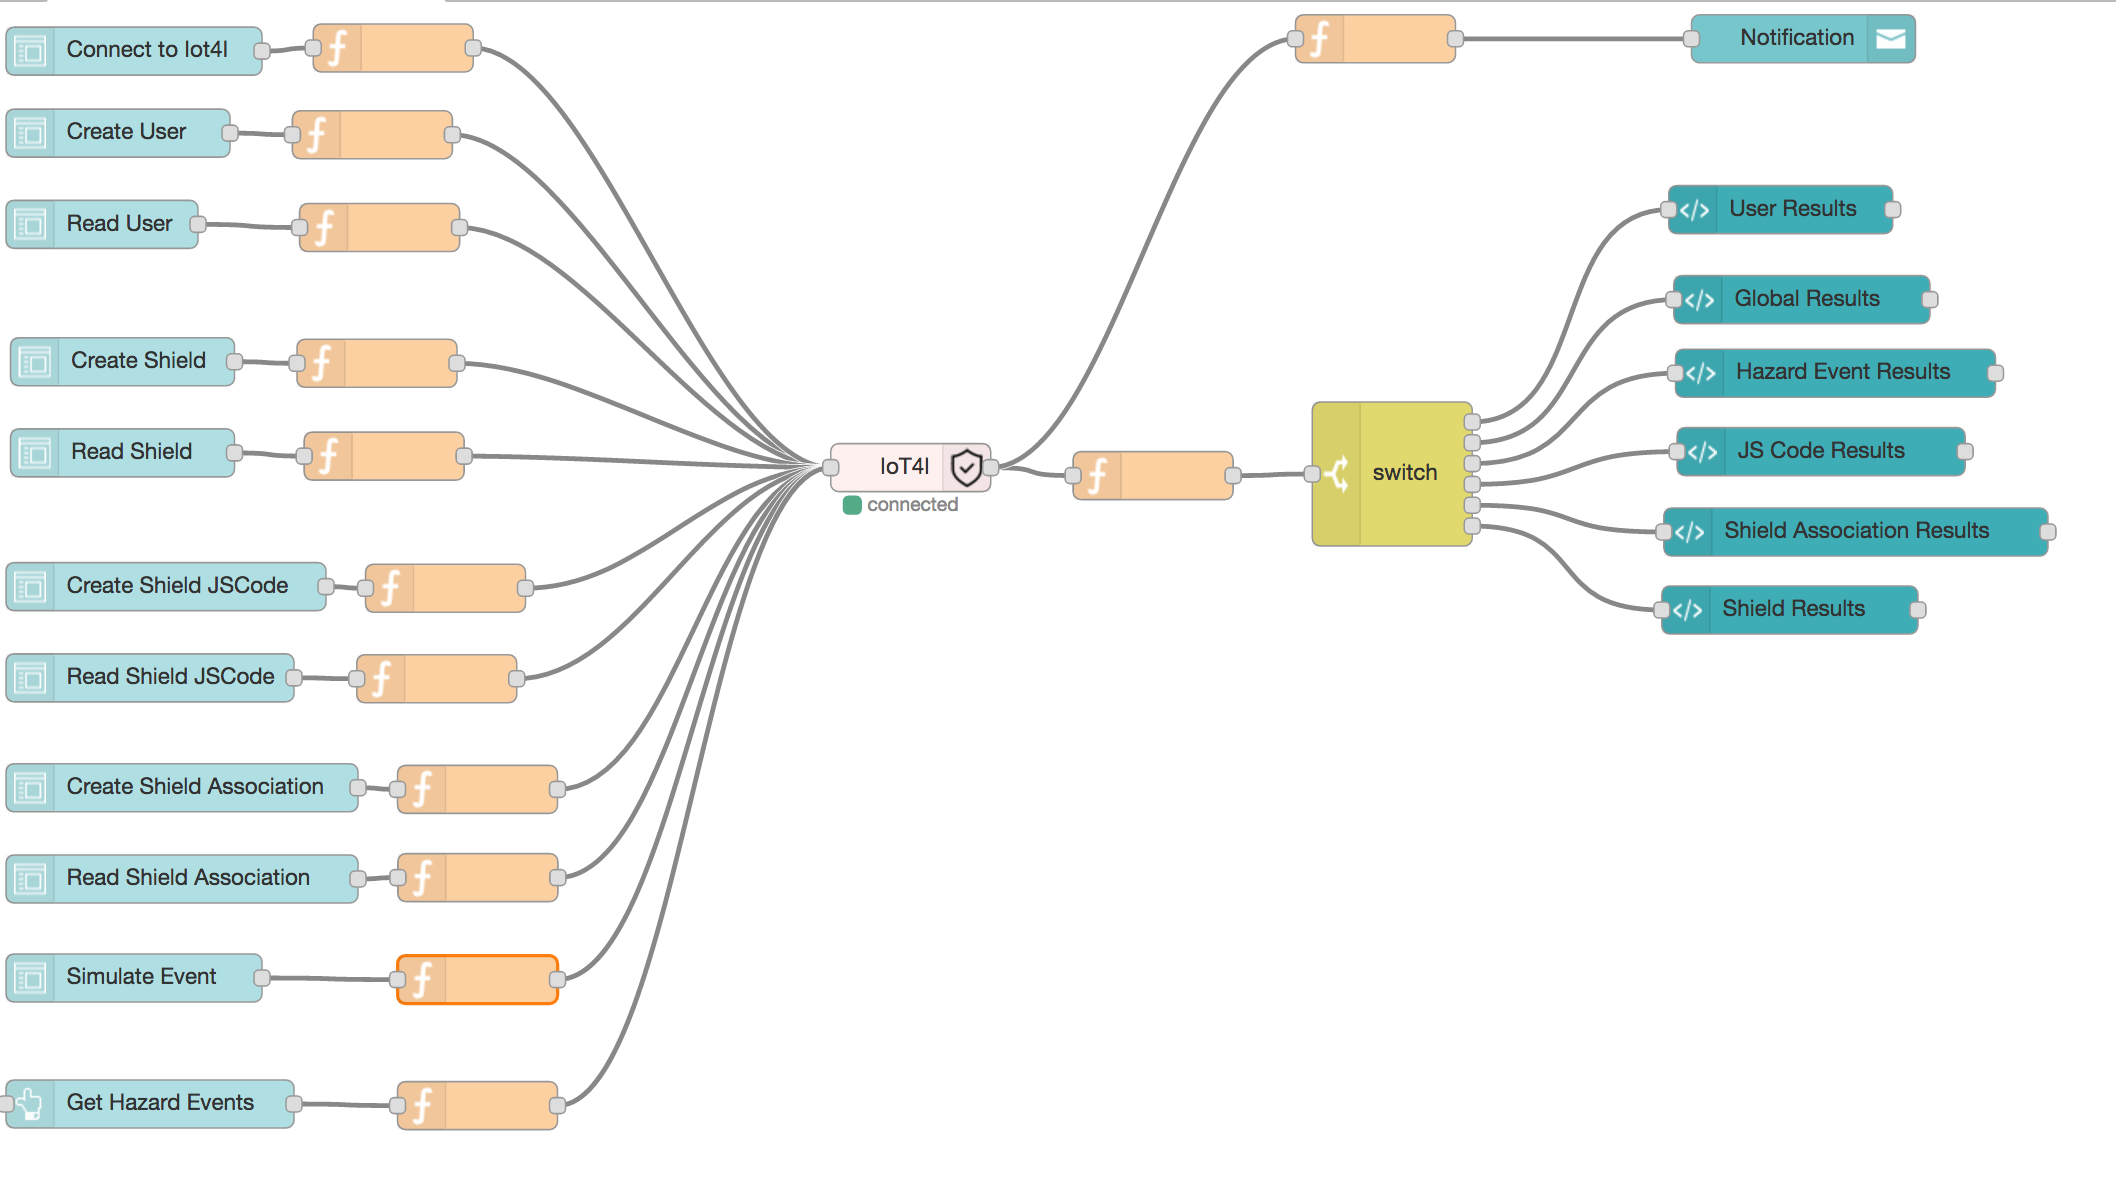 Connect to Iot4I
Create User
Read User
Create Shield
Read Shield
Create Shield JSCode
Read Shield JSCode
Create Shield Association
Read Shield Association
Simulate Event
Get Hazard Events
IoT4I
connected
switch
Notification
User Results
Global Results
Hazard Event Results
JS Code Results
Shield Association Results
Shield Results